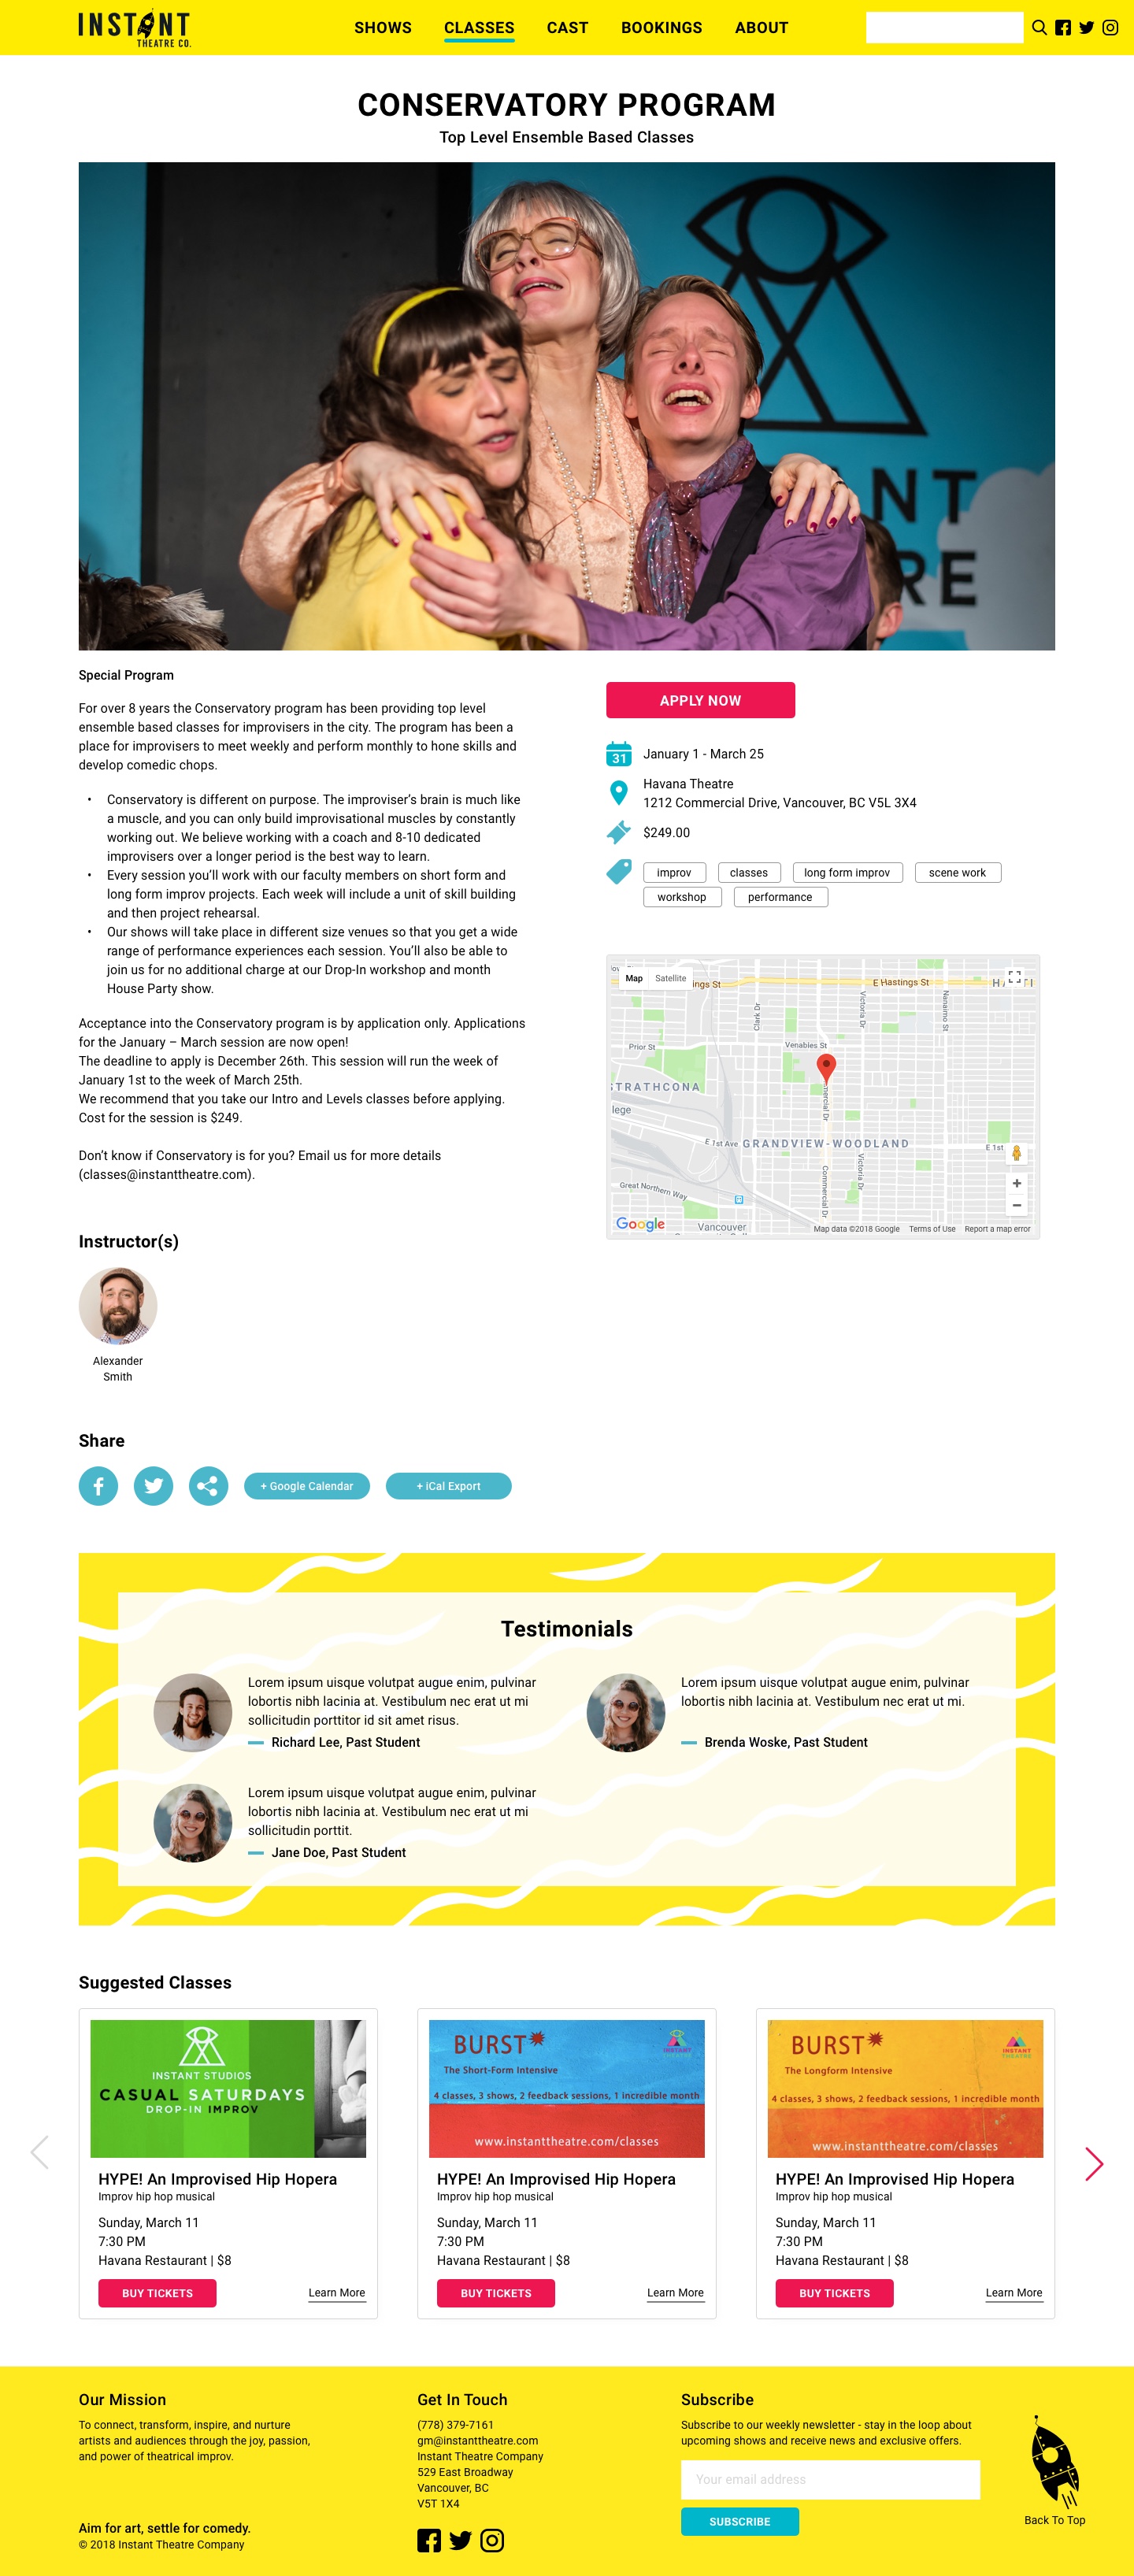 INSTANT
THEATRE CO.
SHOWS CLASSES CAST BOOKINGS ABOUT
CONSERVATORY PROGRAM
Top Level Ensemble Based Classes
NT
RE
Special Program
For over 8 years the Conservatory program has been providing top level
ensemble based classes for improvisers in the city. The program has been a
place for improvisers to meet weekly and perform monthly to hone skills and
develop comedic chops.
• Conservatory is different on purpose. The improviser's brain is much like
a muscle, and you can only build improvisational muscles by constantly
working out. We believe working with a coach and 8-10 dedicated
improvisers over a longer period is the best way to learn.
• Every session you'll work with our faculty members on short form and
long form improv projects. Each week will include a unit of skill building
and then project rehearsal.
• Our shows will take place in different size venues so that you get a wide
range of performance experiences each session. You'll also be able to
join us for no additional charge at our Drop-In workshop and month
House Party show.
Acceptance into the Conservatory program is by application only. Applications
for the January – March session are now open!
The deadline to apply is December 26th. This session will run the week of
January 1st to the week of March 25th.
We recommend that you take our Intro and Levels classes before applying.
Cost for the session is $249.
Don't know if Conservatory is for you? Email us for more details
(classes@instanttheatre.com).
APPLY NOW
31
January 1 - March 25
Havana Theatre
1212 Commercial Drive, Vancouver, BC V5L 3X4
$249.00
improv classes long form improv scene work
workshop performance
Map Satellite
ings St
E Hastings St
Clark Dr
Victoria Dr
Nanaimo St
Prior St
Venables St
STRATHCONA
mercial Dr
lege
E 1st Ave
GRANDVIEW-WOODLAND
E 1st
Victoria Dr
Commercial Dr
Great Northern Way
Google
Vancouver
Map data ©2018 Google Terms of Use Report a map error
Instructor(s)
Alexander
Smith
Share
+ Google Calendar
+ iCal Export
Testimonials
Lorem ipsum uisque volutpat augue enim, pulvinar
lobortis nibh lacinia at. Vestibulum nec erat ut mi
sollicitudin porttitor id sit amet risus.
Richard Lee, Past Student
Lorem ipsum uisque volutpat augue enim, pulvinar
lobortis nibh lacinia at. Vestibulum nec erat ut mi.
Brenda Woske, Past Student
Lorem ipsum uisque volutpat augue enim, pulvinar
lobortis nibh lacinia at. Vestibulum nec erat ut mi
sollicitudin porttit.
Jane Doe, Past Student
Suggested Classes
INSTANT STUDIOS
CASUAL SATURDAYS
DROP-IN IMPROV
HYPE! An Improvised Hip Hopera
Improv hip hop musical
Sunday, March 11
7:30 PM
Havana Restaurant | $8
BUY TICKETS
Learn More
BURST
INSTANT
The Short-Form Intensive
4 classes, 3 shows, 2 feedback sessions, 1 incredible month
www.instanttheatre.com/classes
HYPE! An Improvised Hip Hopera
Improv hip hop musical
Sunday, March 11
7:30 PM
Havana Restaurant | $8
BUY TICKETS
Learn More
BURST
INSTANT
THEATRE
The Longform Intensive
4 classes, 3 shows, 2 feedback sessions, 1 incredible month
www.instanttheatre.com/classes
HYPE! An Improvised Hip Hopera
Improv hip hop musical
Sunday, March 11
7:30 PM
Havana Restaurant | $8
BUY TICKETS
Learn More
Our Mission
To connect, transform, inspire, and nurture
artists and audiences through the joy, passion,
and power of theatrical improv.
Aim for art, settle for comedy.
© 2018 Instant Theatre Company
Get In Touch
(778) 379-7161
gm@instanttheatre.com
Instant Theatre Company
529 East Broadway
Vancouver, BC
V5T 1X4
Subscribe
Subscribe to our weekly newsletter - stay in the loop about
upcoming shows and receive news and exclusive offers.
Your email address
SUBSCRIBE
Back To Top